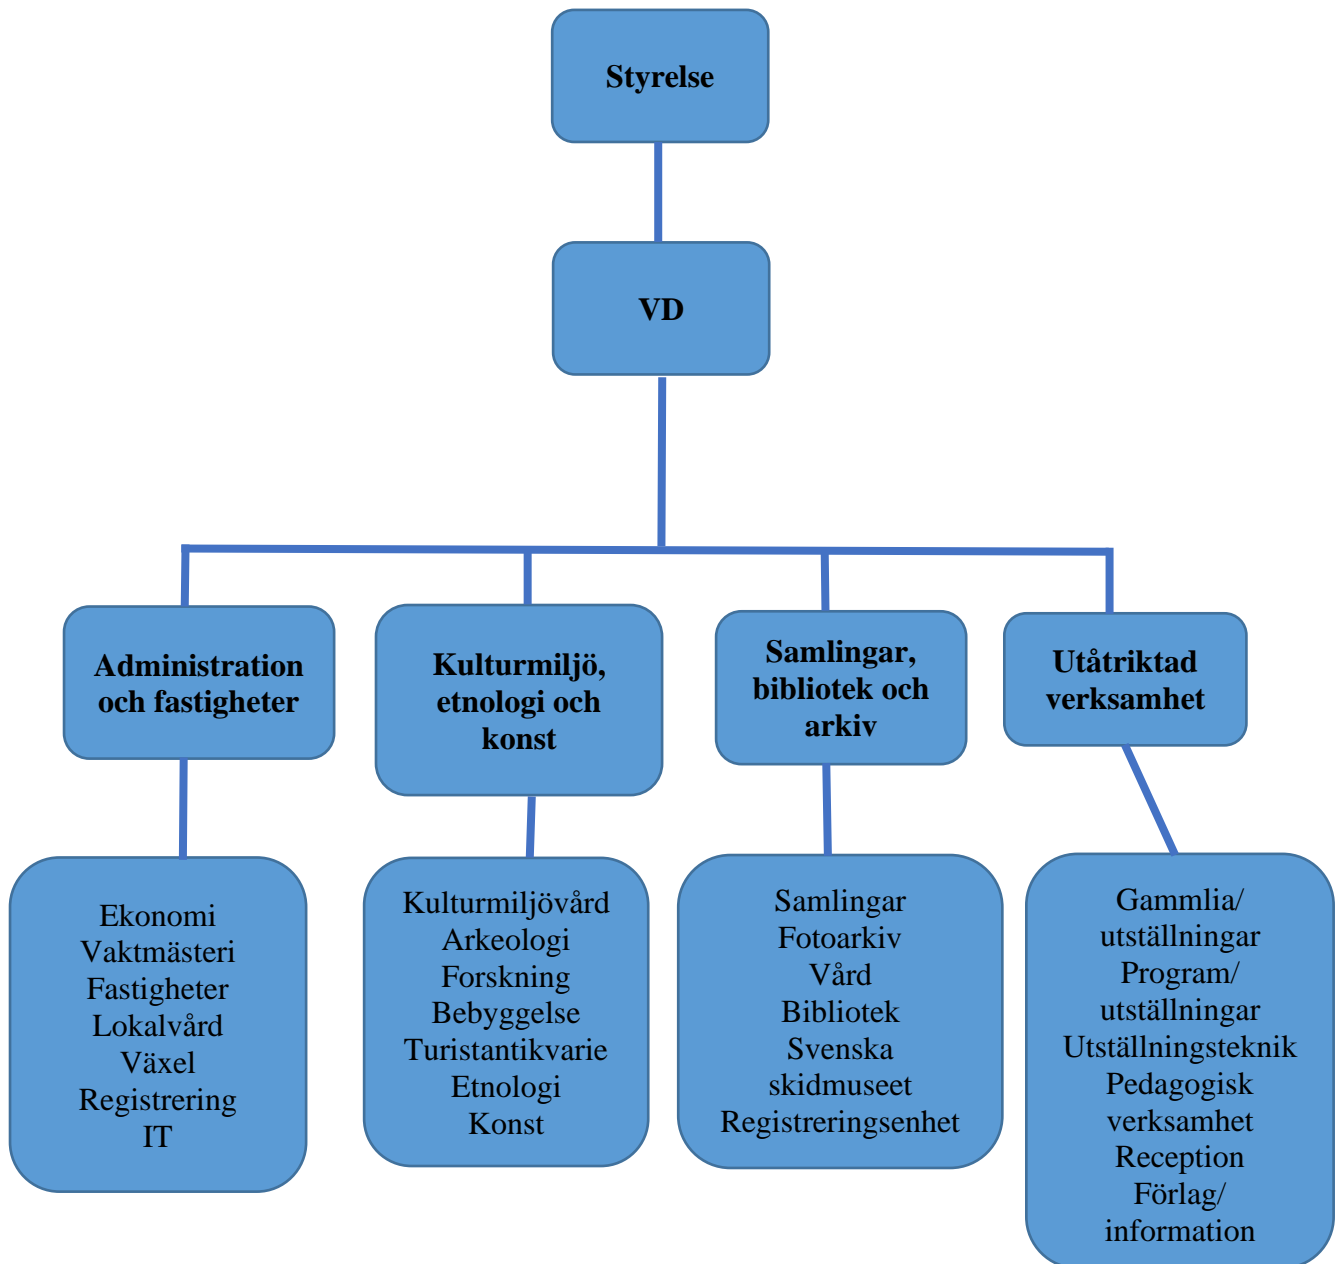 Styrelse
VD
Administration
och fastigheter
Kulturmiljö,
etnologi och
konst
Samlingar,
bibliotek och
arkiv
Utåtriktad
verksamhet
Ekonomi
Vaktmästeri
Fastigheter
Lokalvård
Växel
Registrering
IT
Kulturmiljövård
Arkeologi
Forskning
Bebyggelse
Turistantikvarie
Etnologi
Konst
Samlingar
Fotoarkiv
Vård
Bibliotek
Svenska
skidmuseet
Registreringsenhet
Gammlia/
utställningar
Program/
utställningar
Utställningsteknik
Pedagogisk
verksamhet
Reception
Förlag/
information